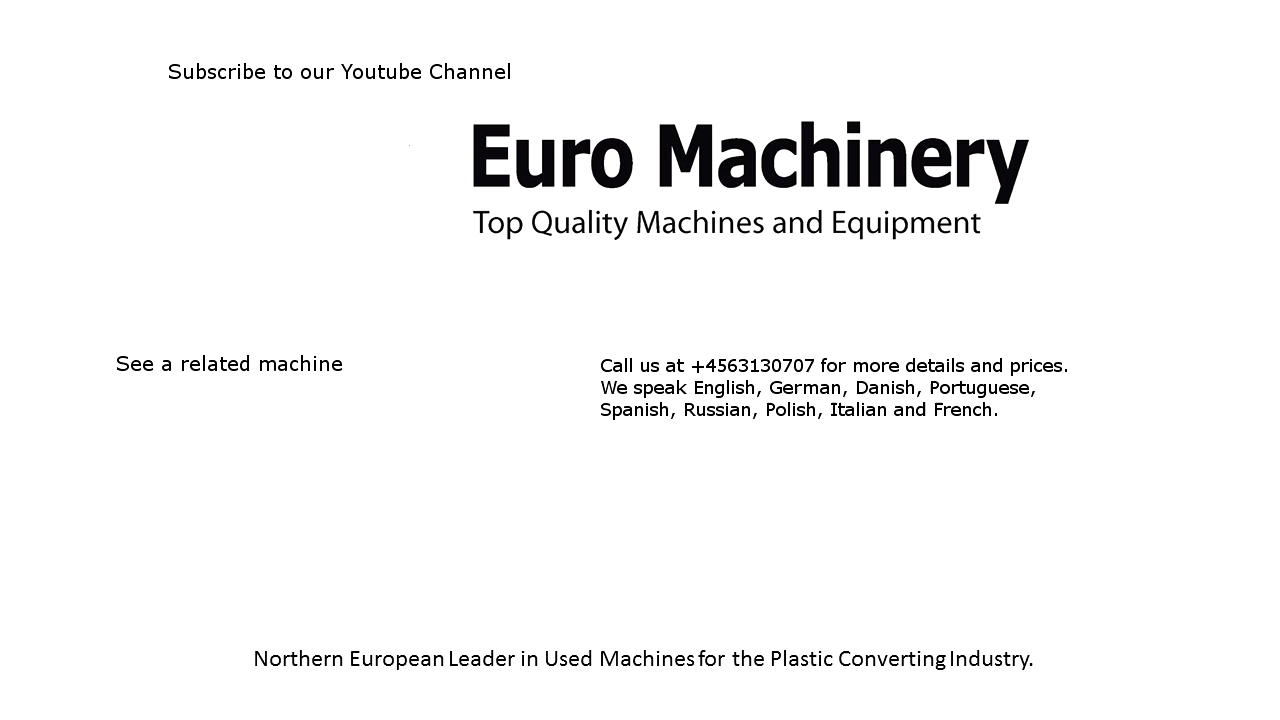 Subscribe to our Youtube Channel
Euro Machinery
Top Quality Machines and Equipment
See a related machine
Call us at +4563130707 for more details and prices.
We speak English, German, Danish, Portuguese,
Spanish, Russian, Polish, Italian and French.
Northern European Leader in Used Machines for the Plastic Converting Industry.